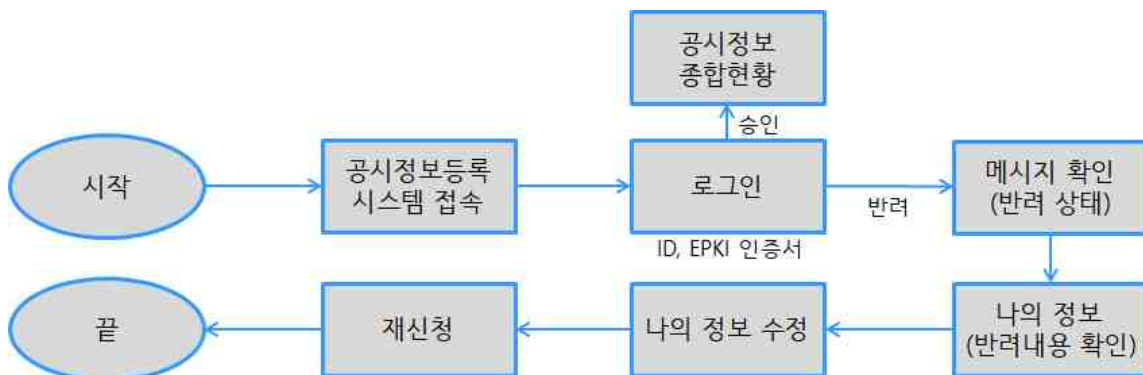 공시정보
종합현황
승인
시작
공시정보등록
시스템 접속
로그인
반려
메시지 확인
(반려 상태)
ID, EPKI 인증서
끝
재신청
나의 정보 수정
나의 정보
(반려내용 확인)